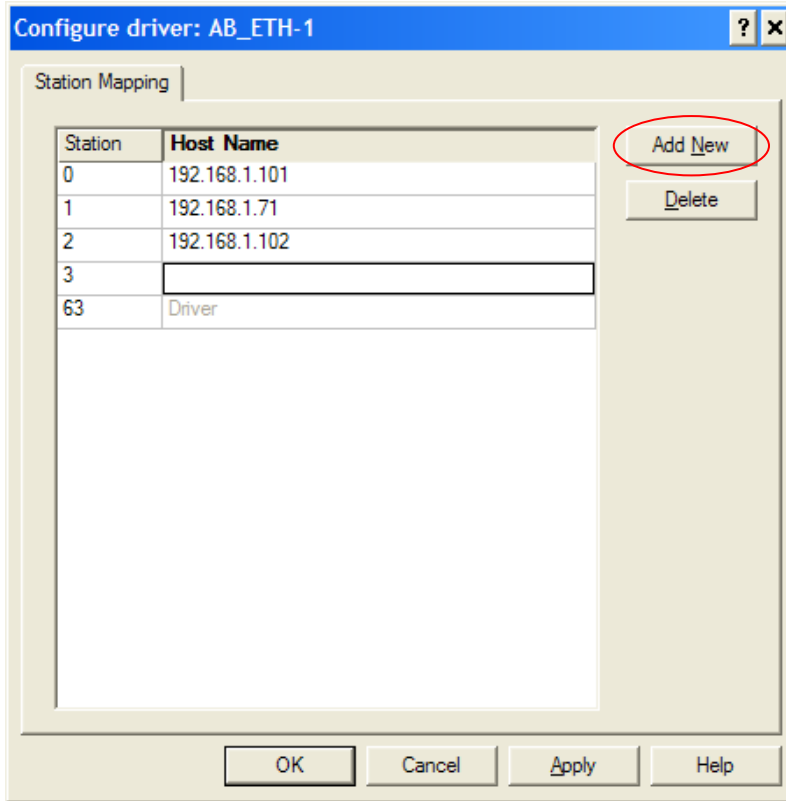 Configure driver: AB_ETH-1
Station Mapping
Station Host Name Add New
0 192.168.1.101
1 192.168.1.71 Delete
2 192.168.1.102
3
63 Driver
OK Cancel Apply Help